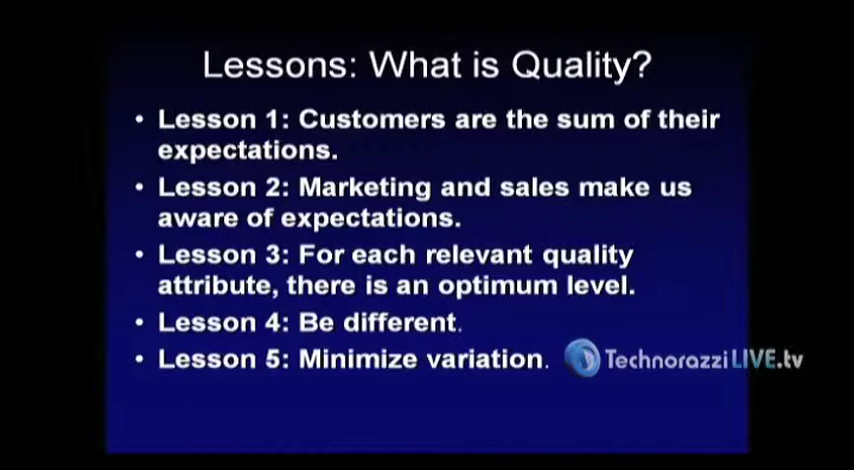 Lessons: What is Quality?
• Lesson 1: Customers are the sum of their
expectations.
• Lesson 2: Marketing and sales make us
aware of expectations.
• Lesson 3: For each relevant quality
attribute, there is an optimum level.
• Lesson 4: Be different.
• Lesson 5: Minimize variation.
TechnorazziLIVE.tv